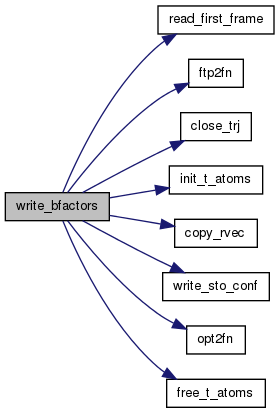 read_first_frame
ftp2fn
close_trj
init_t_atoms
write_bfactors
copy_rvec
write_sto_conf
opt2fn
free_t_atoms